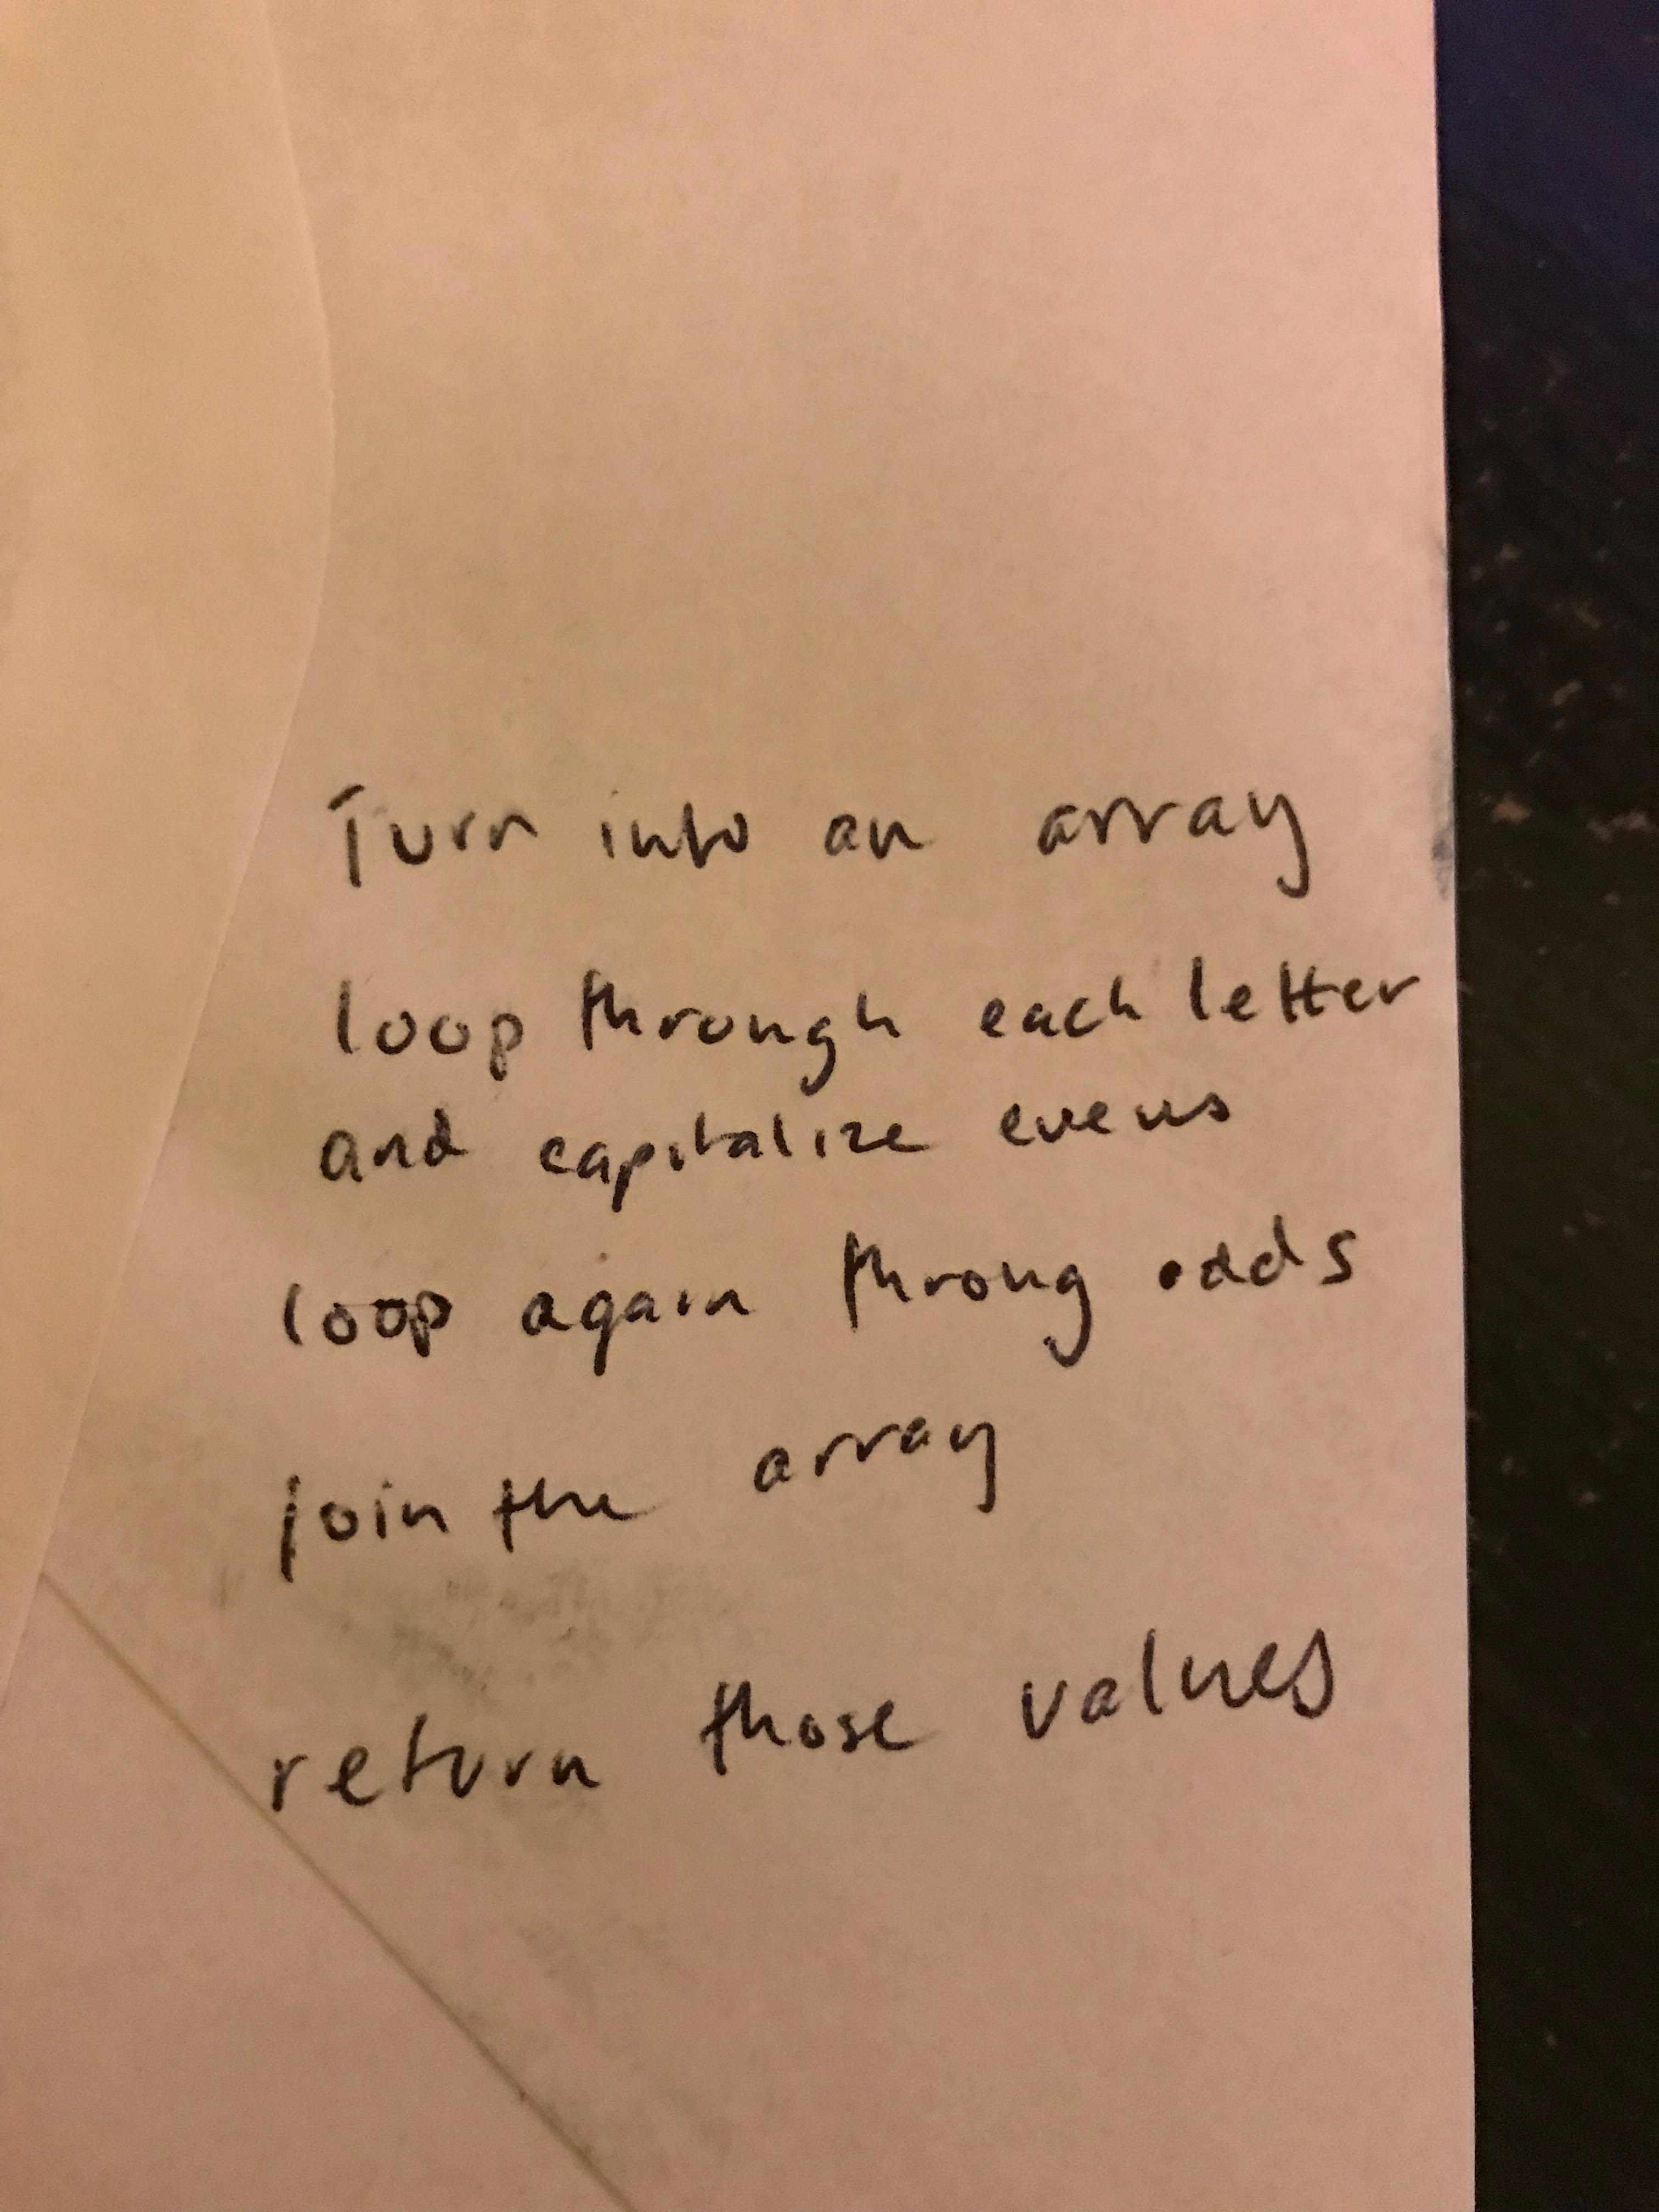 Turn into an array
loop through each letter
and capitalize evens
loop again throug odds
join the array
return those values